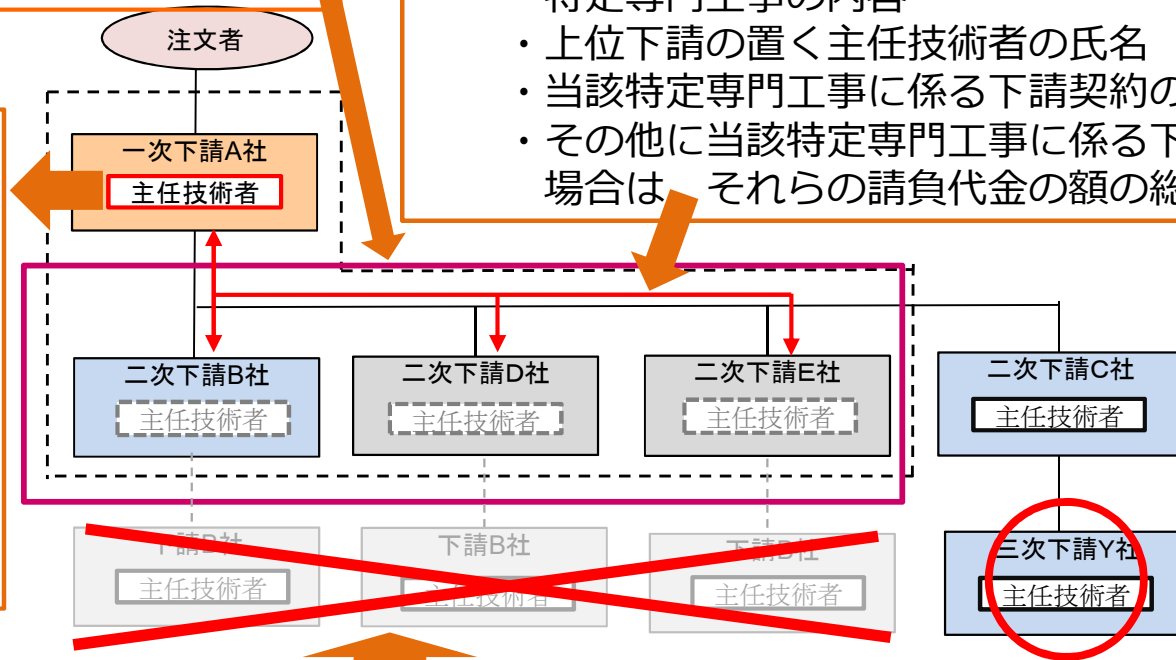 注文者
・上位下請の置く主任技術者の氏名
・当該特定専門工事に係る下請契約の
・その他に当該特定専門工事に係る下
場合は、それらの請負代金の額の総
一次下請A社
主任技術者
二次下請B社
主任技術者
二次下請D社
主任技術者
二次下請E社
主任技術者
二次下請C社
主任技術者
主任技術者
下請B社
主任技術者
主任技術者
三次下請Y社
主任技術者